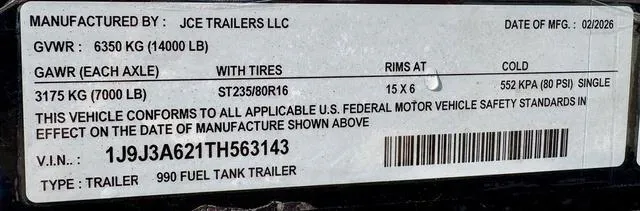 MANUFACTURED BY : JCE TRAILERS LLC DATE OF MFG. : 02/2026
GVWR : 6350 KG (14000 LB)
GAWR (EACH AXLE) WITH TIRES RIMS AT COLD
3175 KG (7000 LB) ST235/80R16 15 X 6 552 KPA (80 PSI) SINGLE
THIS VEHICLE CONFORMS TO ALL APPLICABLE U.S. FEDERAL MOTOR VEHICLE SAFETY STANDARDS IN
EFFECT ON THE DATE OF MANUFACTURE SHOWN ABOVE
V.I.N.. : 1J9J3A621TH563143
TYPE : TRAILER 990 FUEL TANK TRAILER